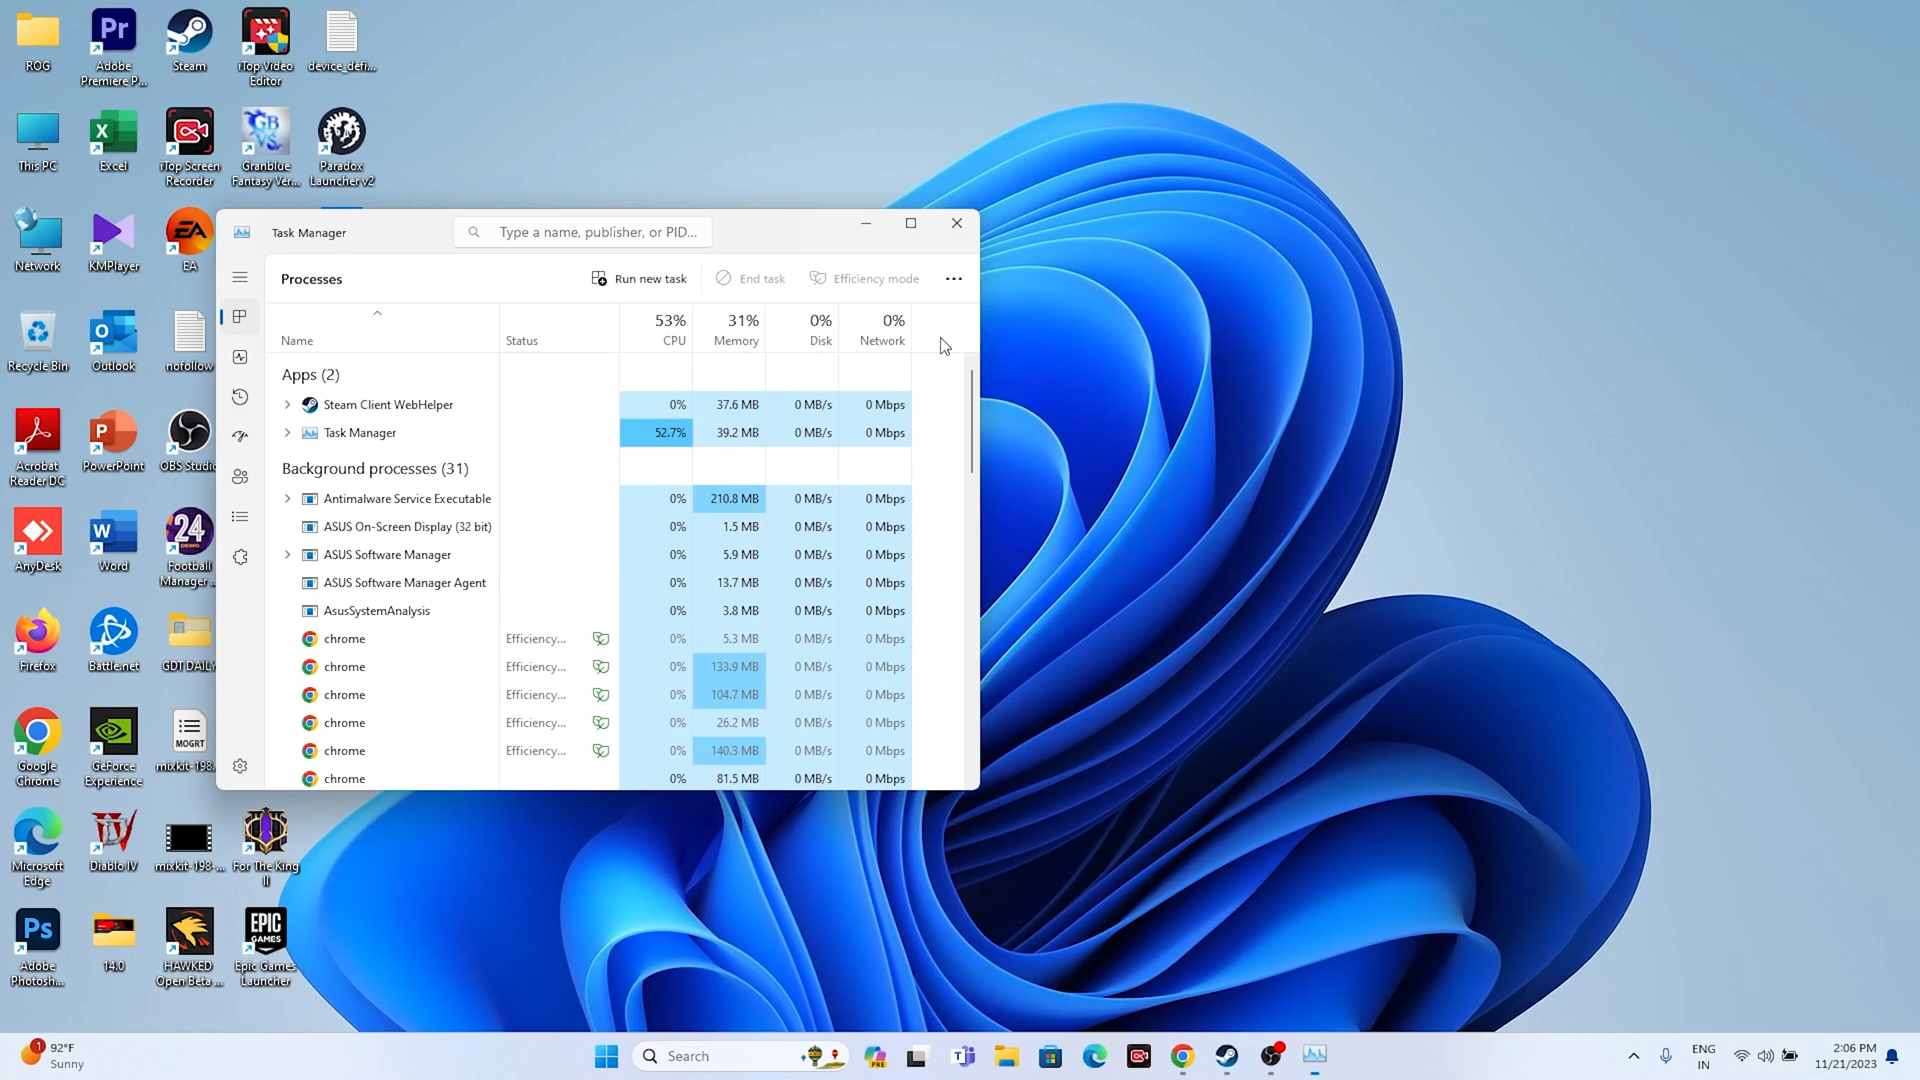 ROG
Pr
Adobe
Premiere P...
Steam
iTop Video
Editor
device_defi...
This PC
X
Excel
iTop Screen
Recorder
GB
VS
Granblue
Fantasy Ver...
Paradox
Launcher v2
Network
KMPlayer
EA
EA
Recycle Bin
Outlook
nofollow
Acrobat
Reader DC
P
PowerPoint
OBS Studio
AnyDesk
W
Word
24
DEMO
Football
Manager ...
Firefox
Battle.net
GDT DAILY
Google
Chrome
GeForce
Experience
MOGRT
mixkit-198...
Microsoft
Edge
IV
Diablo IV
mixkit-198-...
For The King
II
Ps
Adobe
Photosh...
14.0
HAWKED
Open Beta ...
EPIC
GAMES
Epic Games
Launcher
Task Manager
Type a name, publisher, or PID...
Processes
Run new task
End task
Efficiency mode
...
Name
Status
53%
CPU
31%
Memory
0%
Disk
0%
Network
Apps (2)
Steam Client WebHelper 0% 37.6 MB 0 MB/s 0 Mbps
Task Manager 52.7% 39.2 MB 0 MB/s 0 Mbps
Background processes (31)
Antimalware Service Executable 0% 210.8 MB 0 MB/s 0 Mbps
ASUS On-Screen Display (32 bit) 0% 1.5 MB 0 MB/s 0 Mbps
ASUS Software Manager 0% 5.9 MB 0 MB/s 0 Mbps
ASUS Software Manager Agent 0% 13.7 MB 0 MB/s 0 Mbps
AsusSystemAnalysis 0% 3.8 MB 0 MB/s 0 Mbps
chrome Efficiency... 0% 5.3 MB 0 MB/s 0 Mbps
chrome Efficiency... 0% 133.9 MB 0 MB/s 0 Mbps
chrome Efficiency... 0% 104.7 MB 0 MB/s 0 Mbps
chrome Efficiency... 0% 26.2 MB 0 MB/s 0 Mbps
chrome Efficiency... 0% 140.3 MB 0 MB/s 0 Mbps
chrome 0% 81.5 MB 0 MB/s 0 Mbps
1
92°F
Sunny
Search
PRE
ENG
IN
2:06 PM
11/21/2023